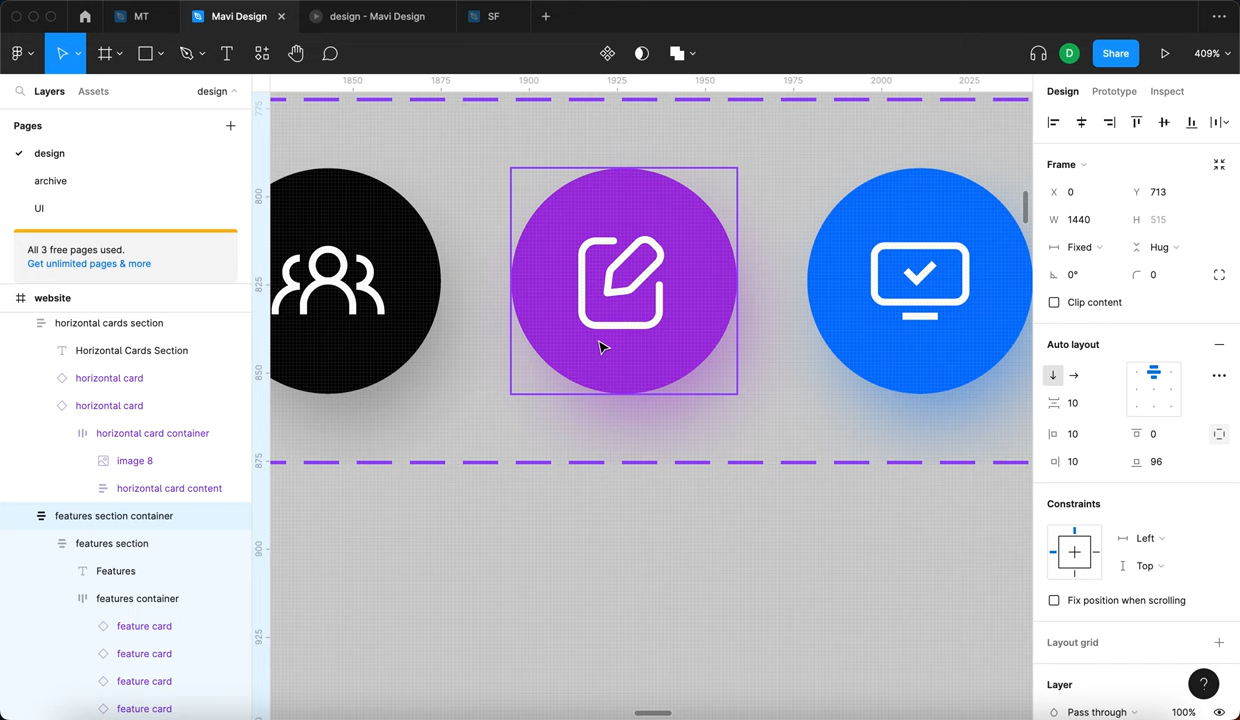 MT
Mavi Design
design - Mavi Design
SF
D
Share
409%
Layers
Assets
design
Pages
design
archive
UI
All 3 free pages used.
Get unlimited pages & more
website
horizontal cards section
Horizontal Cards Section
horizontal card
horizontal card
horizontal card container
image 8
horizontal card content
features section container
features section
Features
features container
feature card
feature card
feature card
feature card
1850
1875
1900
1925
1950
1975
2000
2025
775
800
825
850
875
900
925
Design
Prototype
Inspect
Frame
X 0
Y 713
W 1440
H 515
Fixed
Hug
0°
0
Clip content
Auto layout
10
10
0
10
96
Constraints
Left
Top
Fix position when scrolling
Layout grid
Layer
?
Pass through
100%